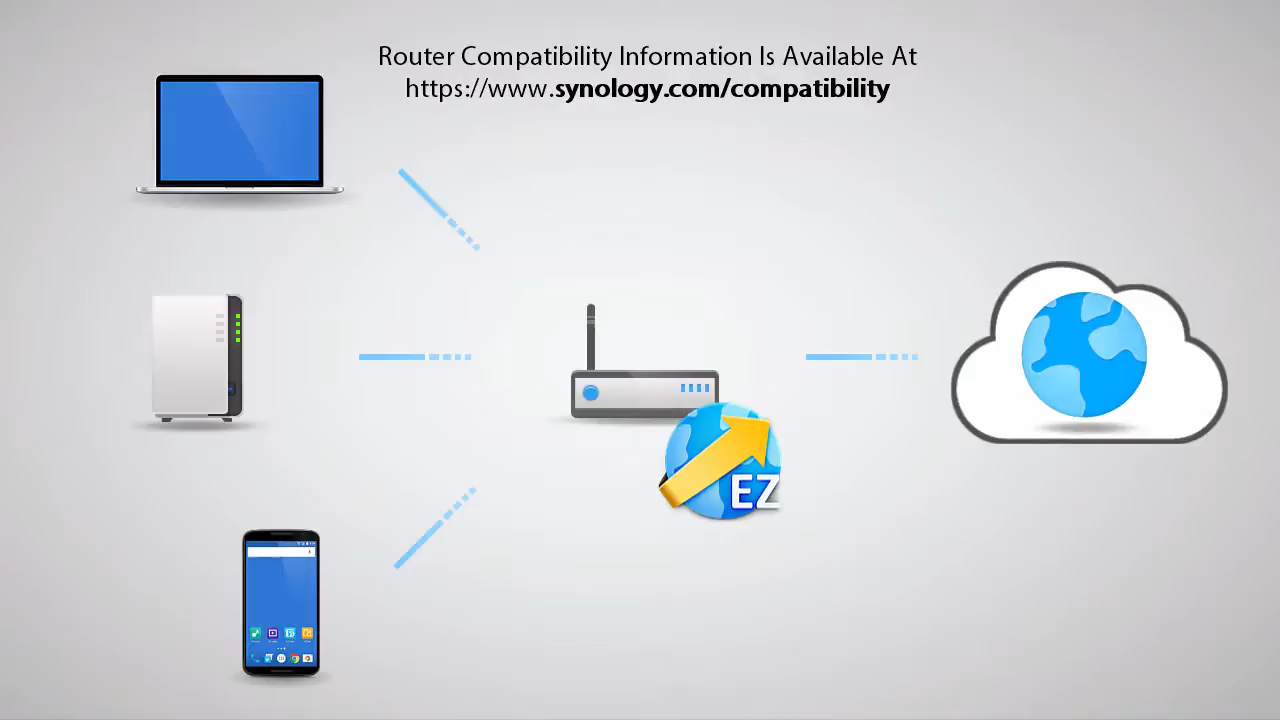 Router Compatibility Information Is Available At
https://www.synology.com/compatibility
EZ